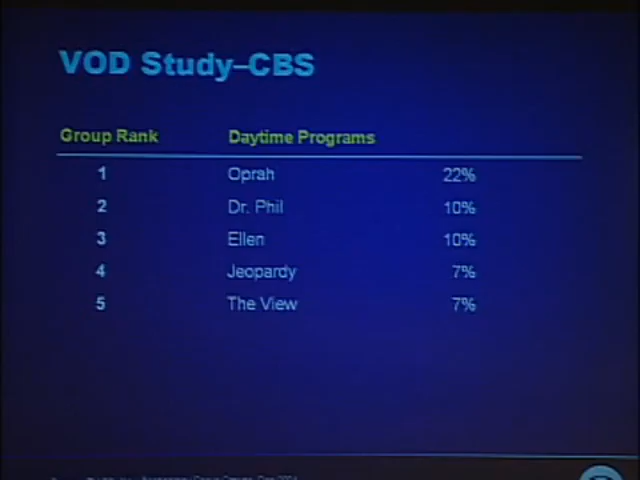 VOD Study–CBS
Group Rank Daytime Programs
1 Oprah 22%
2 Dr. Phil 10%
3 Ellen 10%
4 Jeopardy 7%
5 The View 7%